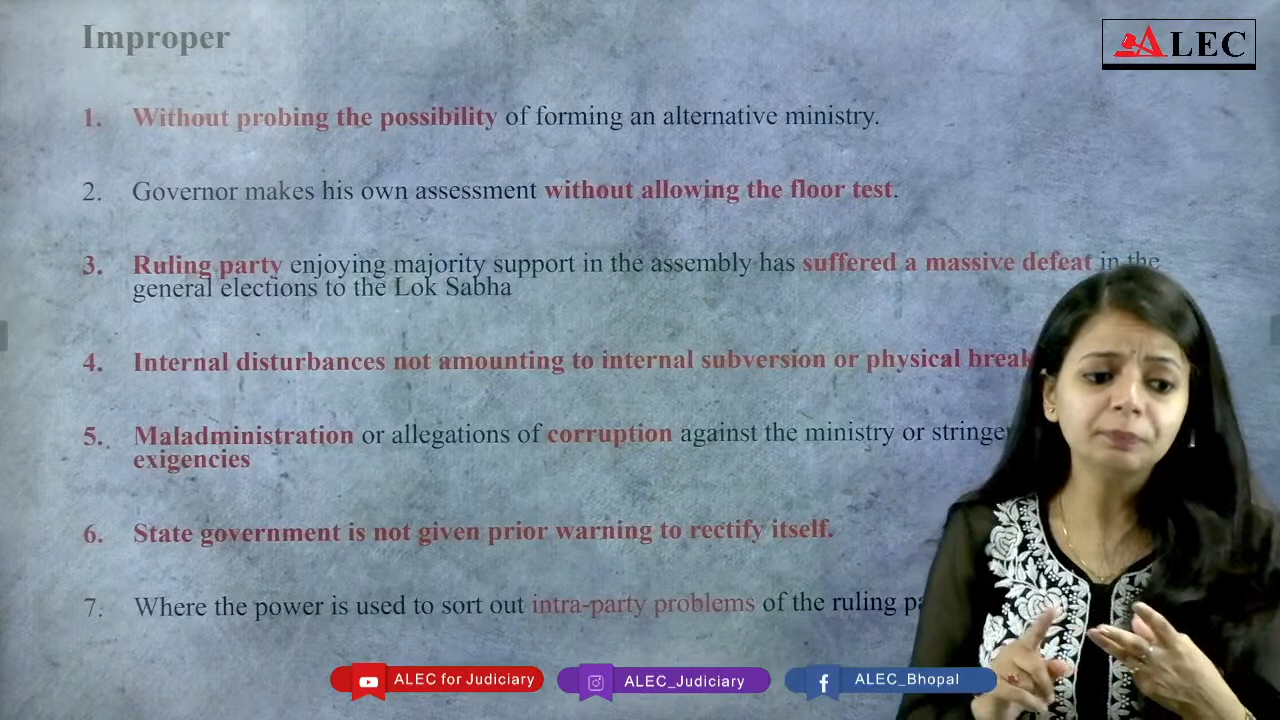 Improper
ALEC
1. Without probing the possibility of forming an alternative ministry.
2. Governor makes his own assessment without allowing the floor test.
3. Ruling party enjoying majority support in the assembly has suffered a massive defeat in the
general elections to the Lok Sabha
4. Internal disturbances not amounting to internal subversion or physical
5. Maladministration or allegations of corruption against the ministry or
exigencies
6. State government is not given prior warning to rectify itself.
7. Where the power is used to sort out intra-party problems of the ruling
ALEC for Judiciary
ALEC_Judiciary
ALEC_Bhopal